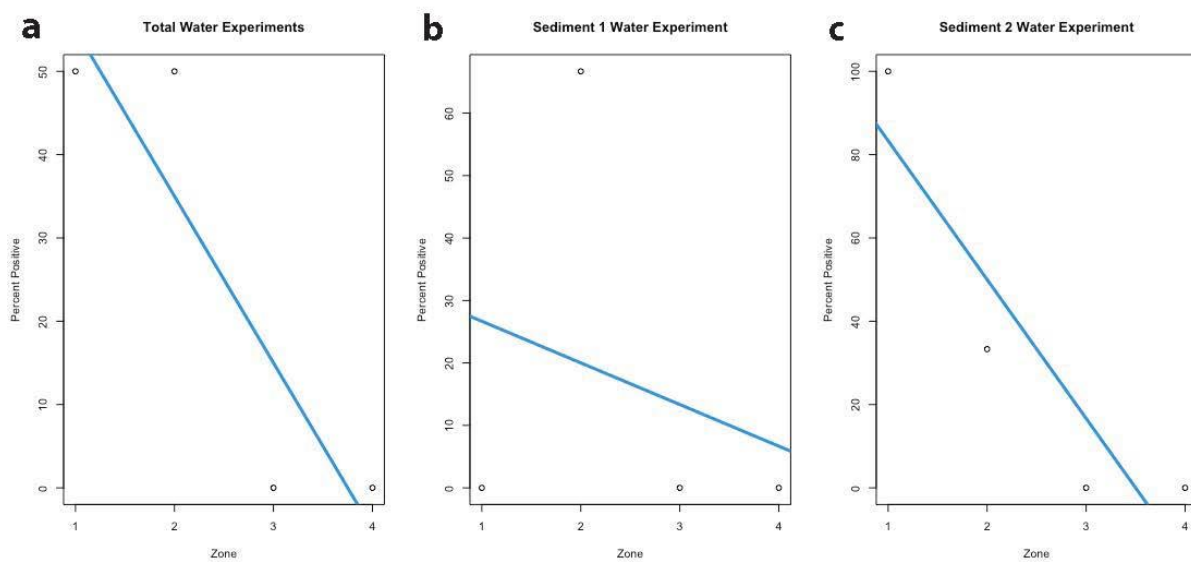 a
Total Water Experiments
50
40
30
20
10
0
Percent Positive
1 2 3 4
Zone
b
Sediment 1 Water Experiment
60
50
40
30
20
10
0
Percent Positive
1 2 3 4
Zone
c
Sediment 2 Water Experiment
100
80
60
40
20
0
Percent Positive
1 2 3 4
Zone